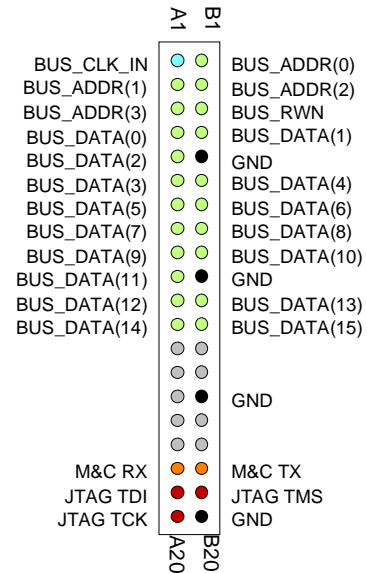 A1 B1
BUS_CLK_IN BUS_ADDR(0)
BUS_ADDR(1) BUS_ADDR(2)
BUS_ADDR(3) BUS_RWN
BUS_DATA(0) BUS_DATA(1)
BUS_DATA(2) GND
BUS_DATA(3) BUS_DATA(4)
BUS_DATA(5) BUS_DATA(6)
BUS_DATA(7) BUS_DATA(8)
BUS_DATA(9) BUS_DATA(10)
BUS_DATA(11) GND
BUS_DATA(12) BUS_DATA(13)
BUS_DATA(14) BUS_DATA(15)
GND
M&C RX M&C TX
JTAG TDI JTAG TMS
JTAG TCK GND
A20 B20